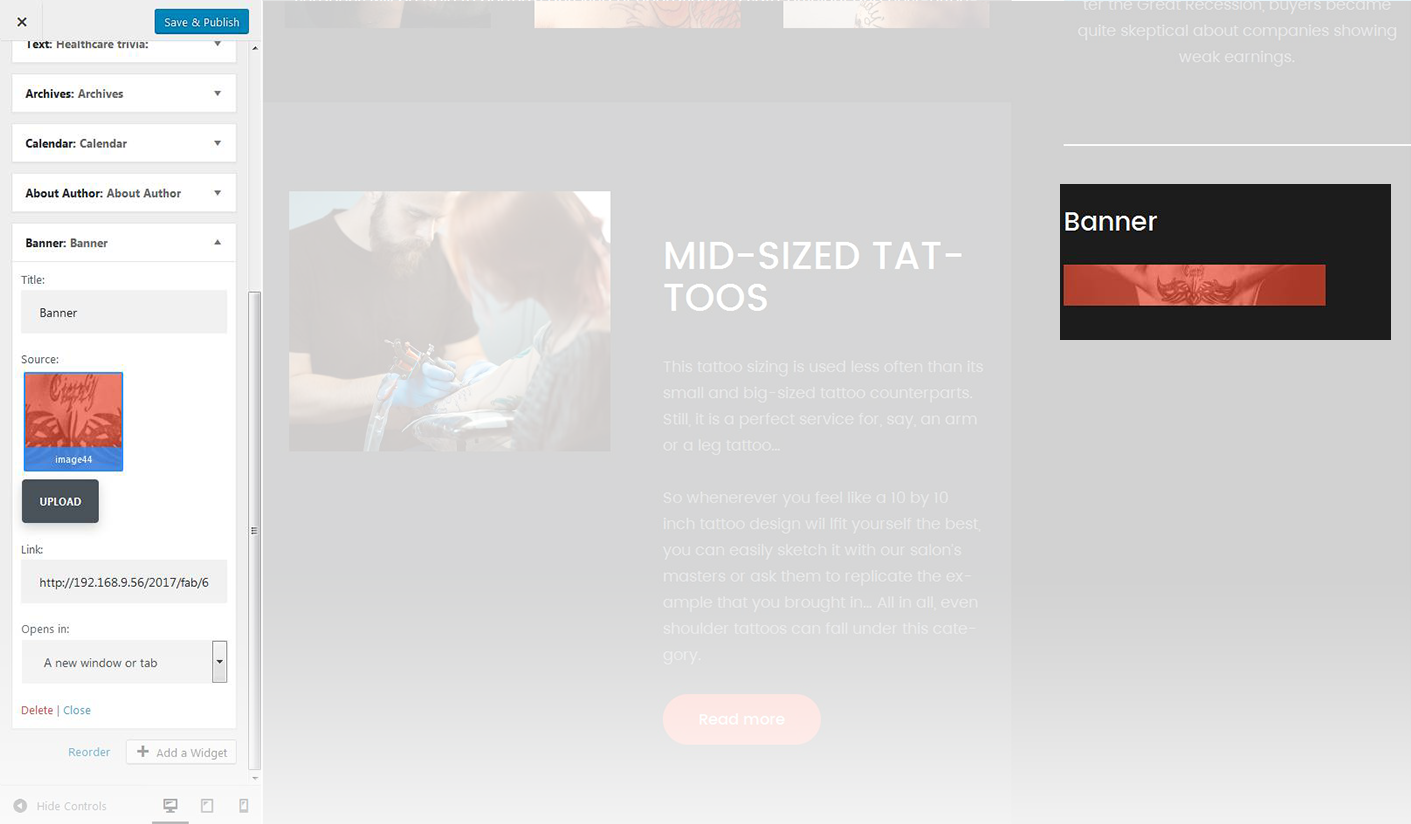 Save & Publish
Text: Healthcare trivia:
Archives: Archives
Calendar: Calendar
About Author: About Author
Banner: Banner
Title:
Banner
Source:
image44
UPLOAD
Link:
http://192.168.9.56/2017/fab/6
Opens in:
A new window or tab
Delete | Close
Reorder
Add a Widget
Hide Controls
MID-SIZED TAT-
TOOS
This tattoo sizing is used less often than its
small and big-sized tattoo counterparts.
Still, it is a perfect service for, say, an arm
or a leg tattoo...
So whenerever you feel like a 10 by 10
inch tattoo design wil lfit yourself the best,
you can easily sketch it with our salon's
masters or ask them to replicate the ex-
ample that you brought in... All in all, even
shoulder tattoos can fall under this cate-
gory.
Read more
ter the Great Recession, buyers became
quite skeptical about companies showing
weak earnings.
Banner